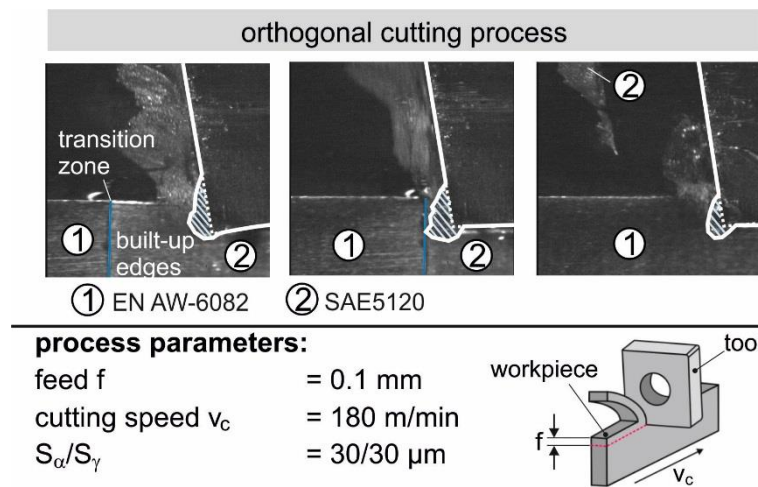 orthogonal cutting process
2
transition
zone
1
built-up
edges
2
1
2
1
1 EN AW-6082
2 SAE5120
process parameters:
feed f = 0.1 mm
cutting speed vc = 180 m/min
Sα/Sγ = 30/30 µm
too
workpiece
f
vc